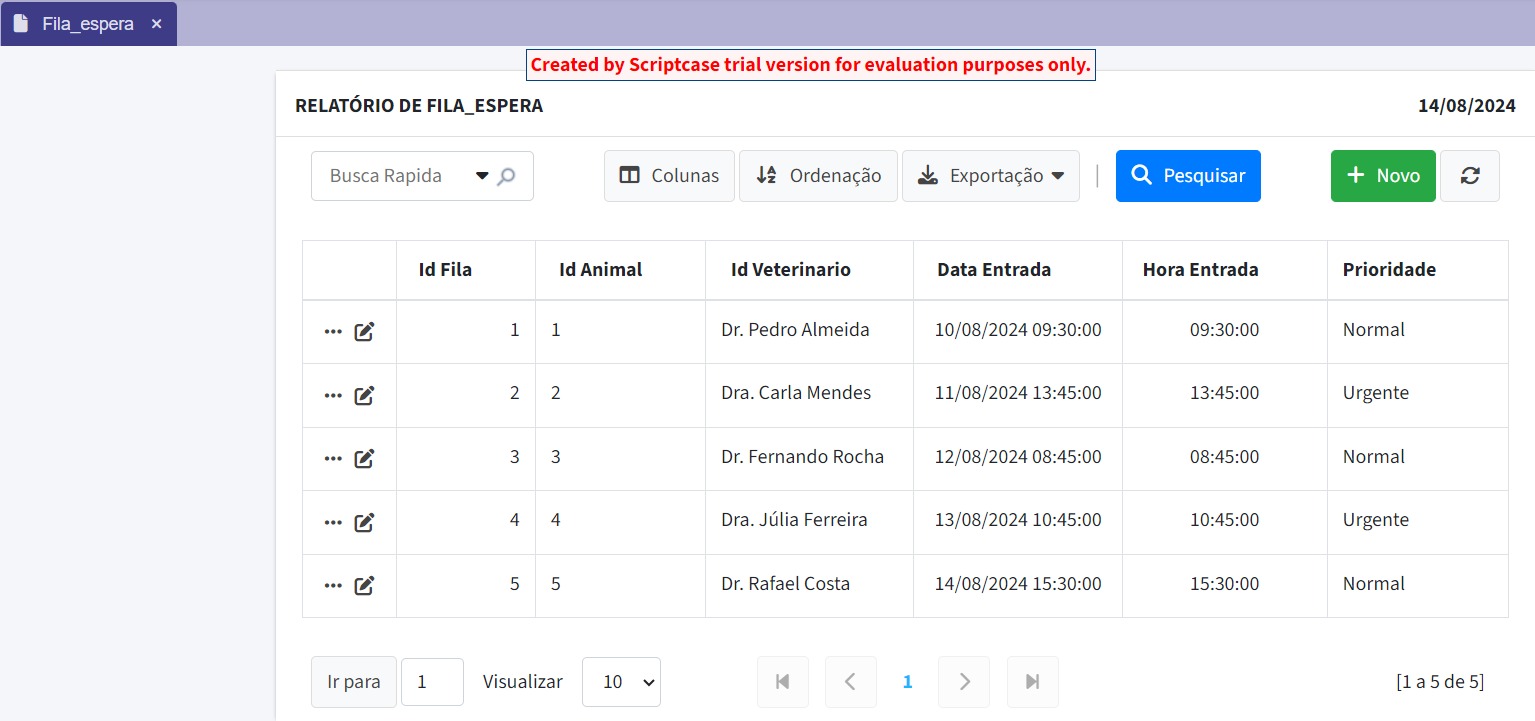 Fila_espera ×
Created by Scriptcase trial version for evaluation purposes only.
RELATÓRIO DE FILA_ESPERA 14/08/2024
Busca Rapida Colunas Ordenação Exportação | Pesquisar + Novo
Id Fila Id Animal Id Veterinario Data Entrada Hora Entrada Prioridade
1 1 Dr. Pedro Almeida 10/08/2024 09:30:00 09:30:00 Normal
2 2 Dra. Carla Mendes 11/08/2024 13:45:00 13:45:00 Urgente
3 3 Dr. Fernando Rocha 12/08/2024 08:45:00 08:45:00 Normal
4 4 Dra. Júlia Ferreira 13/08/2024 10:45:00 10:45:00 Urgente
5 5 Dr. Rafael Costa 14/08/2024 15:30:00 15:30:00 Normal
Ir para 1 Visualizar 10 1 [1 a 5 de 5]